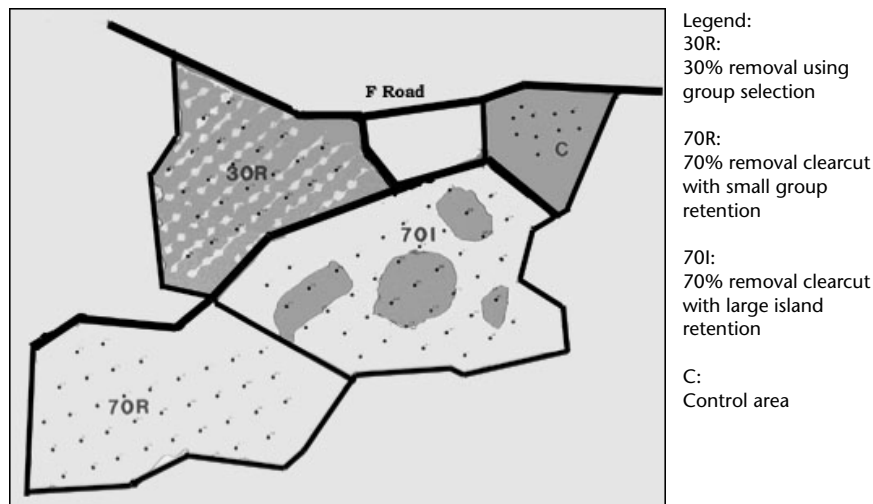 F Road
30R
C
70I
70R
Legend:
30R:
30% removal using
group selection
70R:
70% removal clearcut
with small group
retention
70I:
70% removal clearcut
with large island
retention
C:
Control area